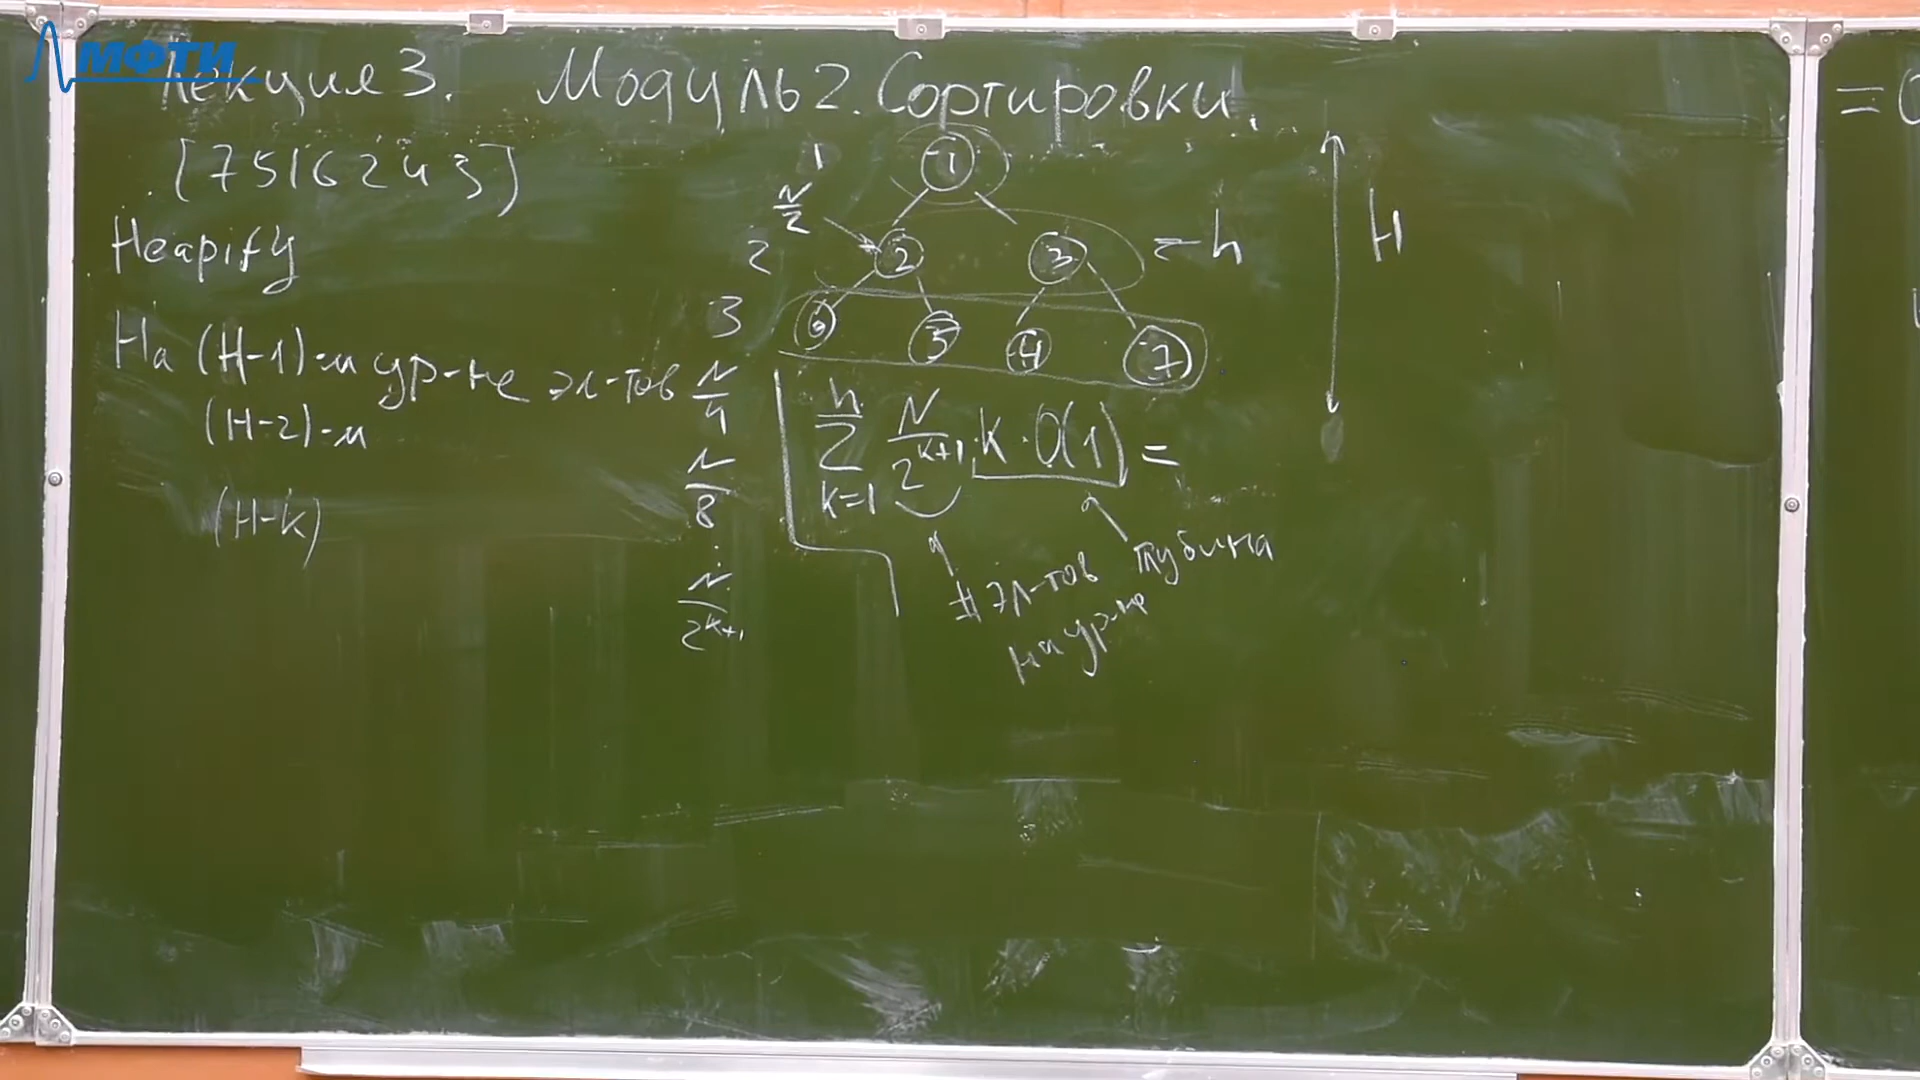 МФТИ
Лекция 3. Модуль 2. Сортировки.
[7 5 1 6 2 4 3]
Heapify
На (H-1)-м ур-не эл-тов N/4
(H-2)-м N/8
(H-k) N/2^{k+1}
1
N/2
2
3
1
2 3
6 5 4 7
- h
H
h
∑ N/2^{k+1} · k · O(1) =
k=1
# эл-тов
на ур-не
глубина
=